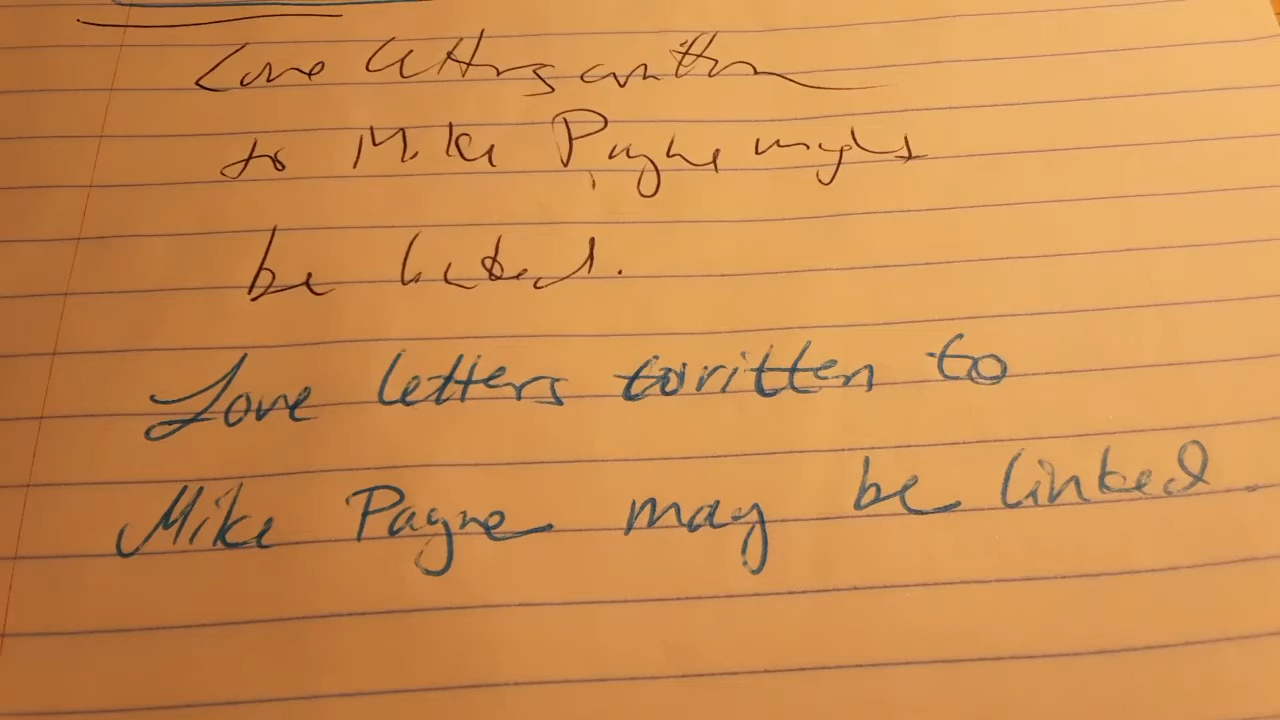 Love letters written
to Mike Payne might
be linked.
Love letters written to
Mike Payne may be linked.